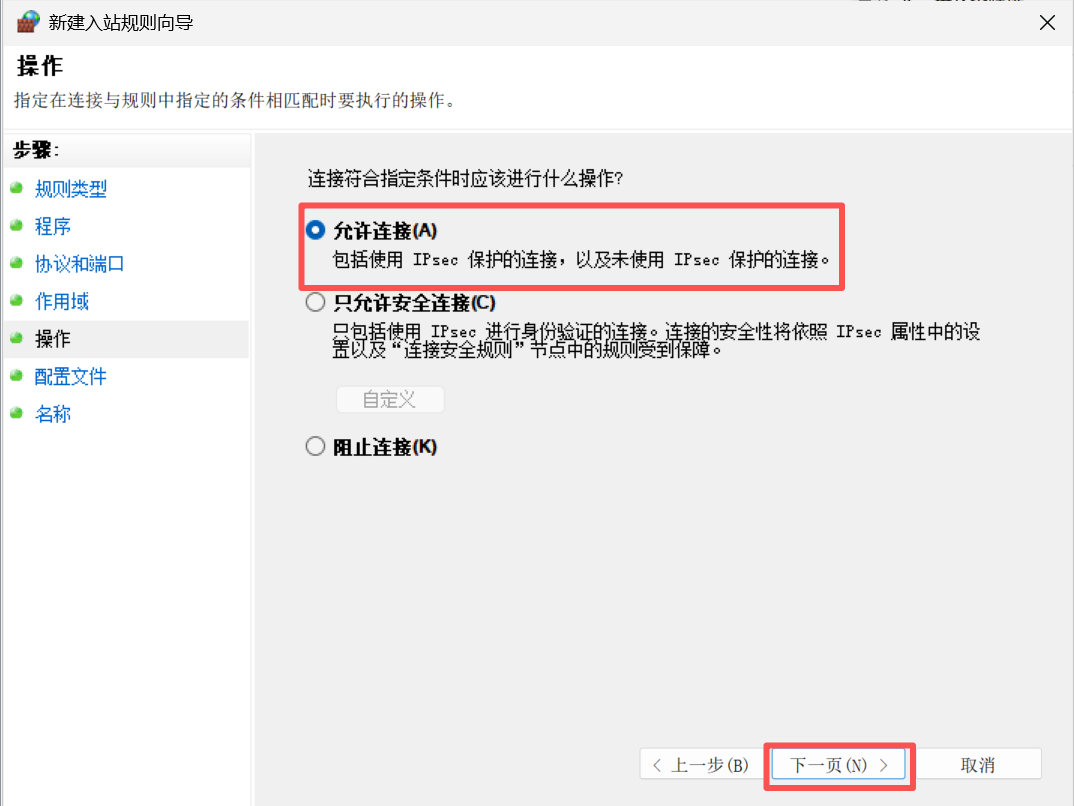 新建入站规则向导
操作
指定在连接与规则中指定的条件相匹配时要执行的操作。
步骤:
规则类型
程序
协议和端口
作用域
操作
配置文件
名称
连接符合指定条件时应该进行什么操作?
允许连接(A)
包括使用 IPsec 保护的连接，以及未使用 IPsec 保护的连接。
只允许安全连接(C)
只包括使用 IPsec 进行身份验证的连接。连接的安全性将依照 IPsec 属性中的设
置以及“连接安全规则”节点中的规则受到保障。
自定义
阻止连接(K)
< 上一步(B)
下一页(N) >
取消